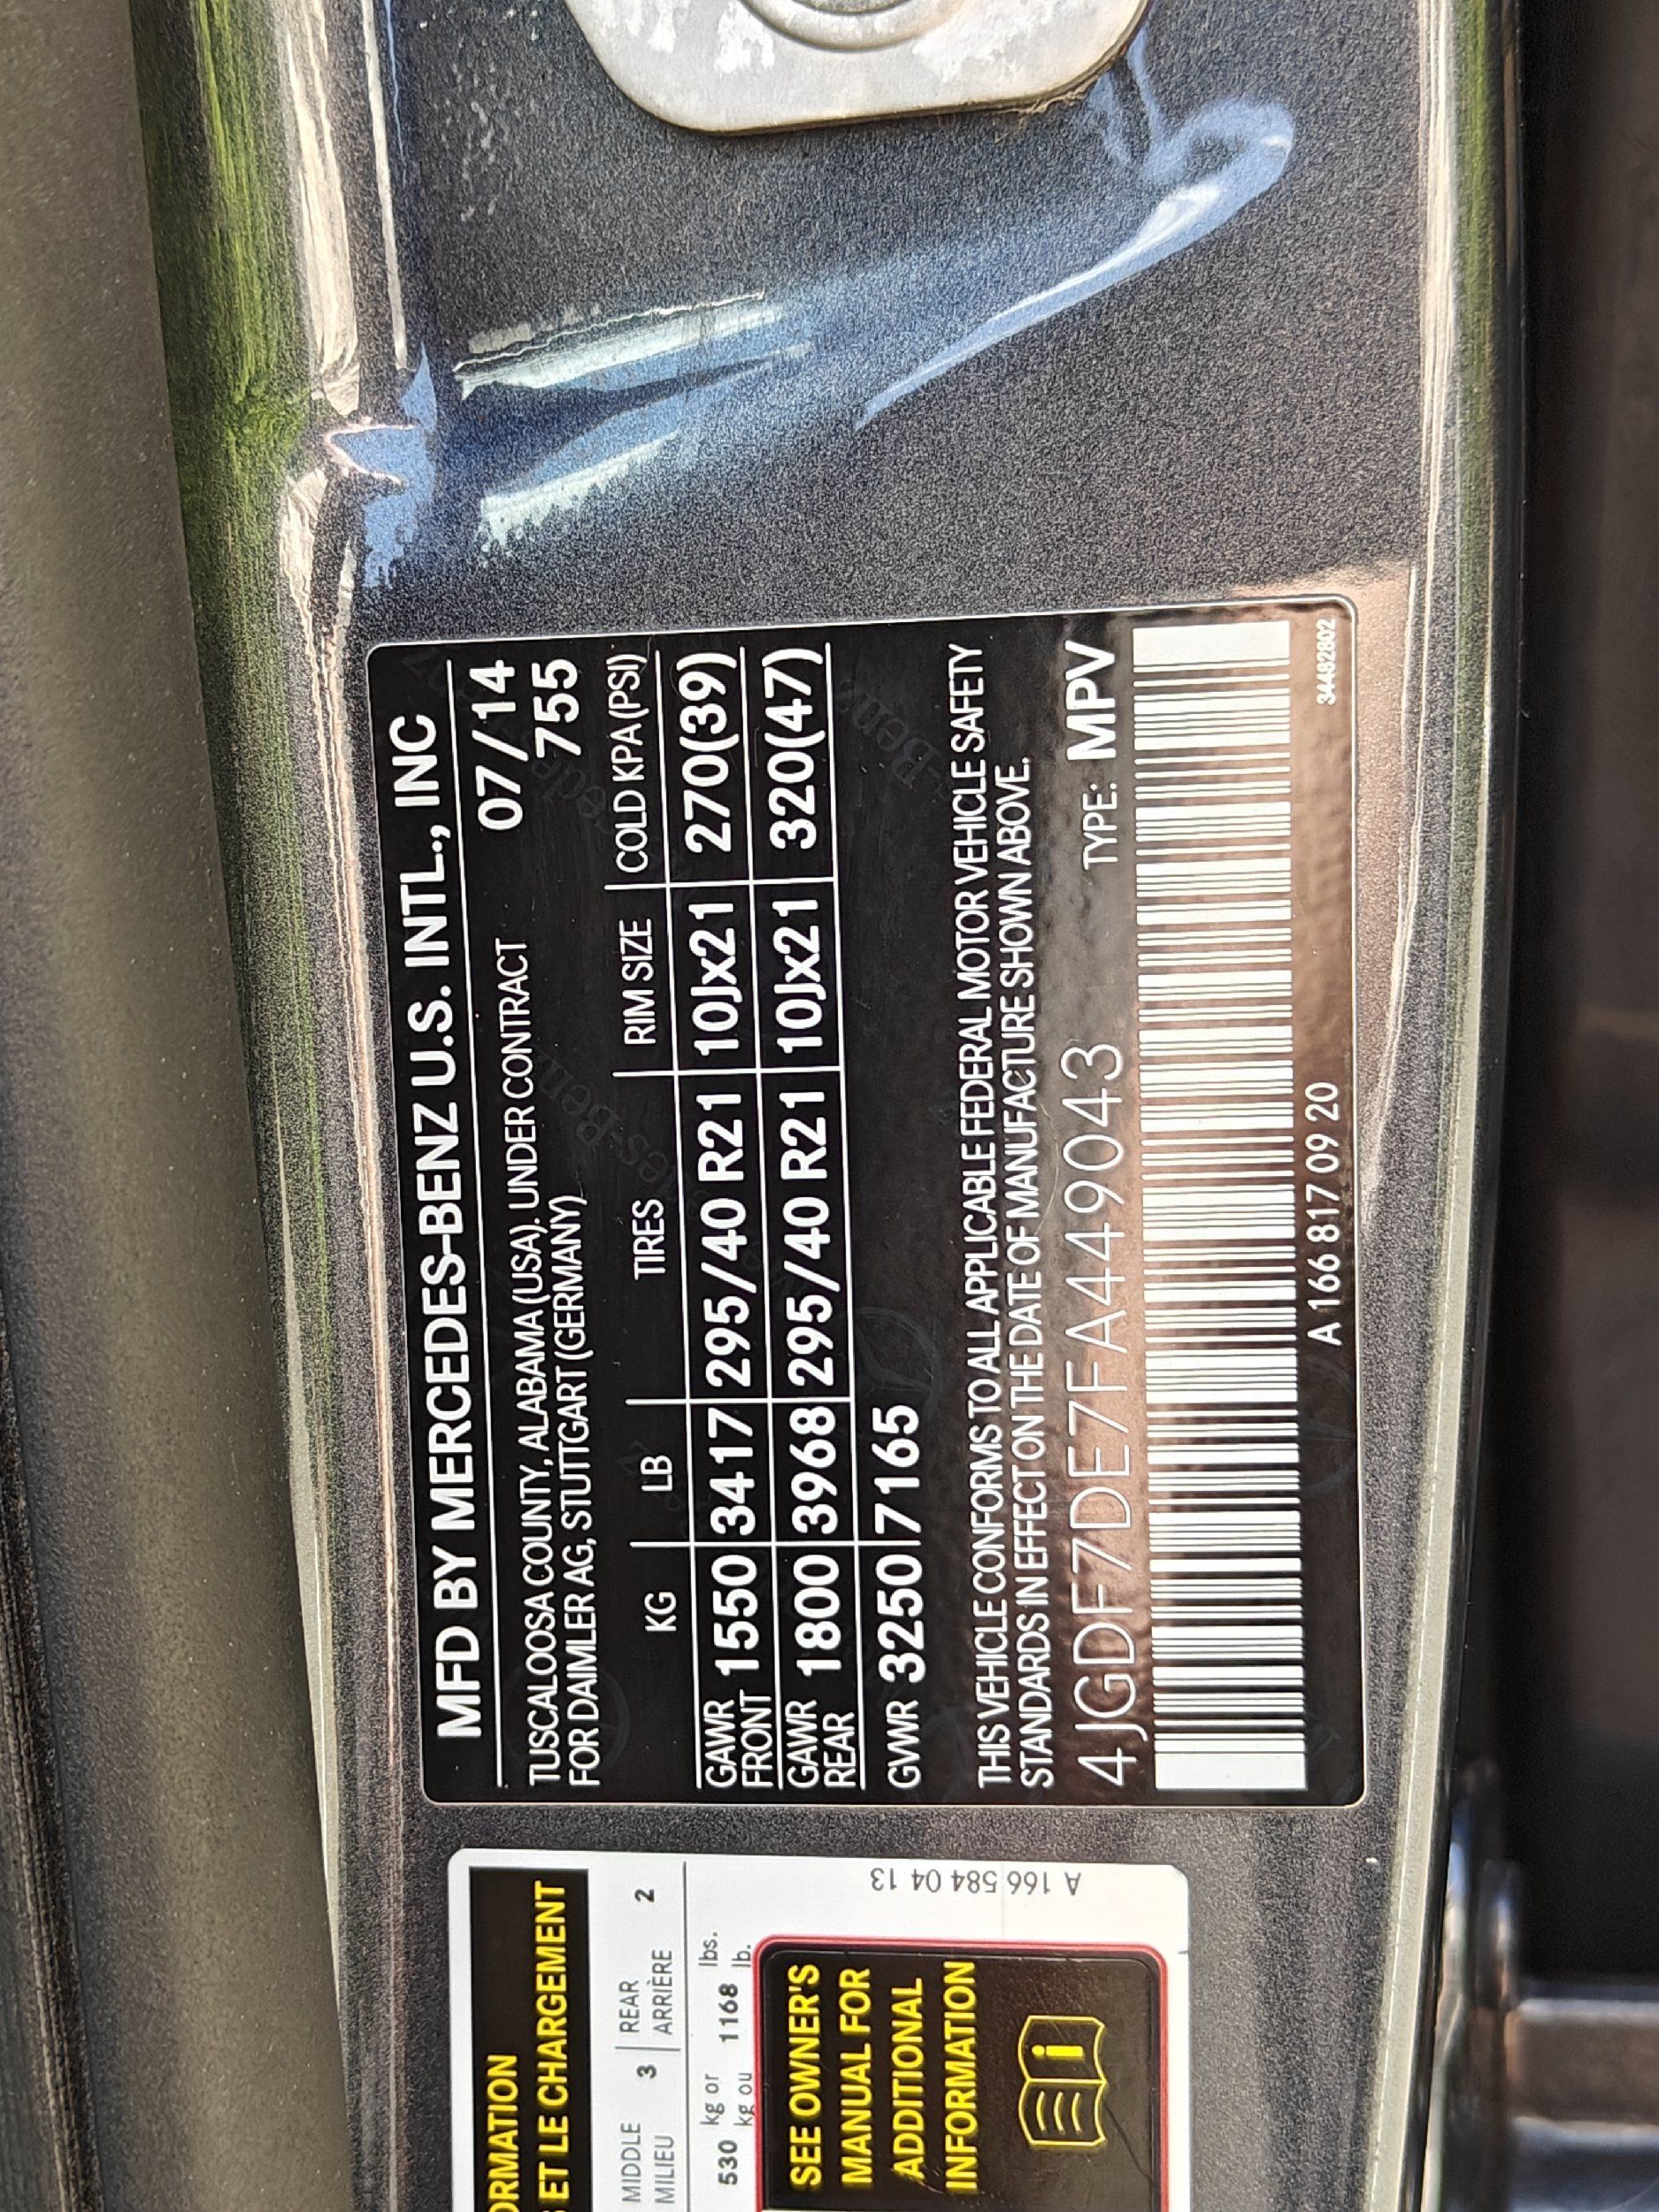 MFD BY MERCEDES-BENZ U.S. INTL., INC
TUSCALOOSA COUNTY, ALABAMA (USA). UNDER CONTRACT 07/14
FOR DAIMLER AG, STUTTGART (GERMANY) 755
KG LB TIRES RIM SIZE COLD KPA (PSI)
GAWR FRONT 1550 3417 295/40 R21 10Jx21 270(39)
GAWR REAR 1800 3968 295/40 R21 10Jx21 320(47)
GVWR 3250 7165
THIS VEHICLE CONFORMS TO ALL APPLICABLE FEDERAL MOTOR VEHICLE SAFETY
STANDARDS IN EFFECT ON THE DATE OF MANUFACTURE SHOWN ABOVE.
4JGDF7DE7FA449043 TYPE: MPV
A 166 817 09 20
34482802
ORMATION
ET LE CHARGEMENT
MIDDLE 3 REAR 2
MILIEU ARRIÈRE
530 kg or 1168 lbs.
kg ou lb.
SEE OWNER'S
MANUAL FOR
ADDITIONAL
INFORMATION
A 166 584 04 13